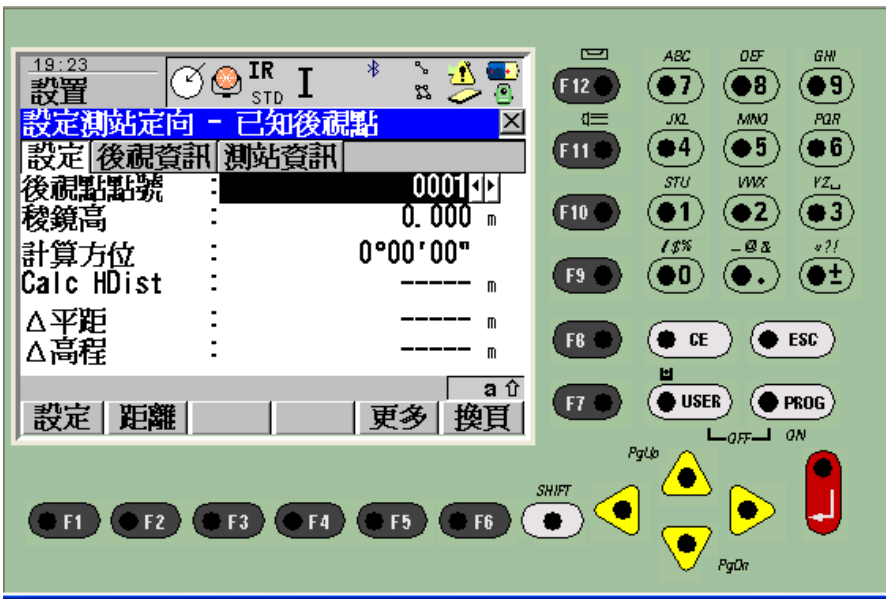 19:23
設置
IR
STD
I
設定測站定向 - 已知後視點
設定 後視資訊 測站資訊
後視點點號 : 0001
稜鏡高 : 0.000 m
計算方位 : 0°00'00"
Calc HDist : ----- m
△平距 : ----- m
△高程 : ----- m
a
設定 距離 更多 換頁
F12
F11
F10
F9
F8
F7
ABC DEF GHI
7 8 9
JKL MNO PQR
4 5 6
STU VWX YZ␣
1 2 3
/$% _@& *?!
0 . ±
CE ESC
USER PROG
OFF ON
PgUp
SHIFT
F1 F2 F3 F4 F5 F6
PgDn